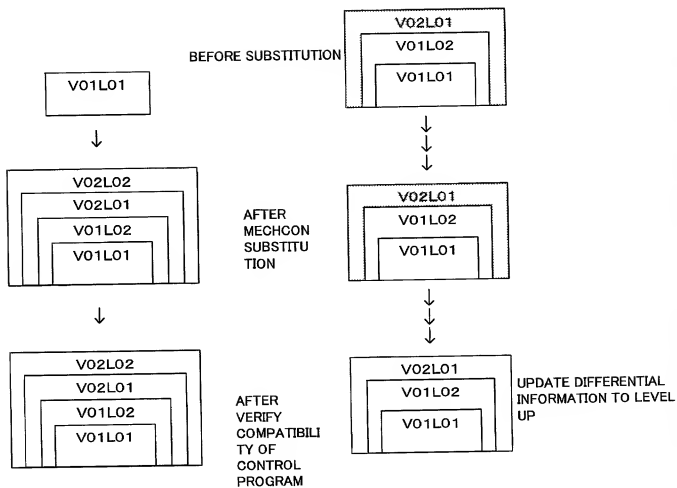 V02L01
BEFORE SUBSTITUTION
V01L02
V01L01
V01L01
V02L02
V02L01
V01L02
V01L01
AFTER
MECHCON
SUBSTITU
TION
V02L01
V01L02
V01L01
V02L02
V02L01
V01L02
V01L01
AFTER
VERIFY
COMPATIBILI
TY OF
CONTROL
PROGRAM
V02L01
V01L02
V01L01
UPDATE DIFFERENTIAL
INFORMATION TO LEVEL
UP